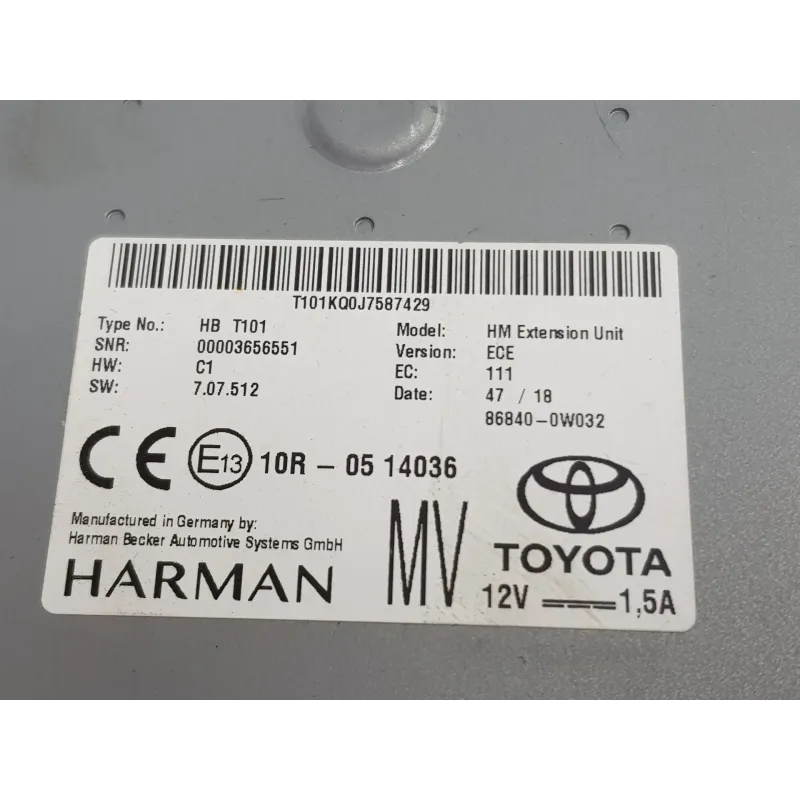 T101KQ0J7587429
Type No.: HB T101
SNR: 00003656551
HW: C1
SW: 7.07.512
Model: HM Extension Unit
Version: ECE
EC: 111
Date: 47 / 18
86840-0W032
CE E13 10R - 05 14036
Manufactured in Germany by:
Harman Becker Automotive Systems GmbH
HARMAN
MV
TOYOTA
12V 1,5A